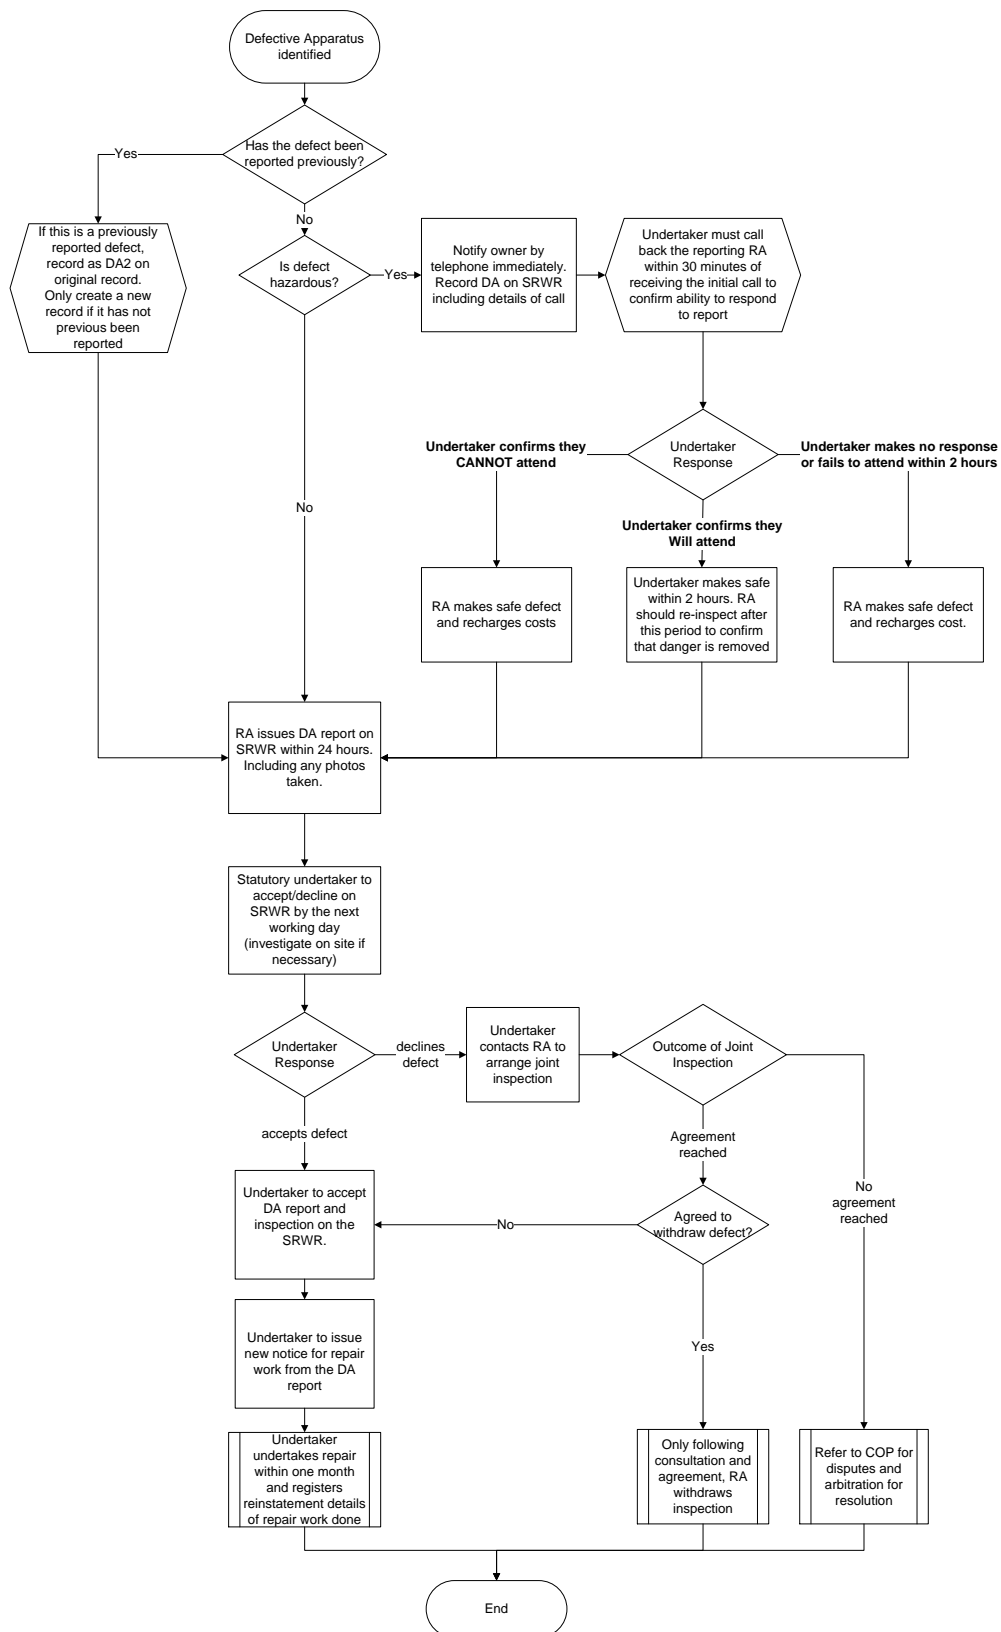 Defective Apparatus
identified
Has the defect been
reported previously?
Yes
No
If this is a previously
reported defect,
record as DA2 on
original record.
Only create a new
record if it has not
previous been
reported
Is defect
hazardous?
Yes
Notify owner by
telephone immediately.
Record DA on SRWR
including details of call
Undertaker must call
back the reporting RA
within 30 minutes of
receiving the initial call to
confirm ability to respond
to report
Undertaker confirms they
CANNOT attend
Undertaker
Response
Undertaker makes no response
or fails to attend within 2 hours
No
Undertaker confirms they
Will attend
RA makes safe defect
and recharges costs
Undertaker makes safe
within 2 hours. RA
should re-inspect after
this period to confirm
that danger is removed
RA makes safe defect
and recharges cost.
RA issues DA report on
SRWR within 24 hours.
Including any photos
taken.
Statutory undertaker to
accept/decline on
SRWR by the next
working day
(investigate on site if
necessary)
Undertaker
Response
declines
defect
Undertaker
contacts RA to
arrange joint
inspection
Outcome of Joint
Inspection
accepts defect
Agreement
reached
No
agreement
reached
Undertaker to accept
DA report and
inspection on the
SRWR.
No
Agreed to
withdraw defect?
Undertaker to issue
new notice for repair
work from the DA
report
Yes
Undertaker
undertakes repair
within one month
and registers
reinstatement details
of repair work done
Only following
consultation and
agreement, RA
withdraws
inspection
Refer to COP for
disputes and
arbitration for
resolution
End